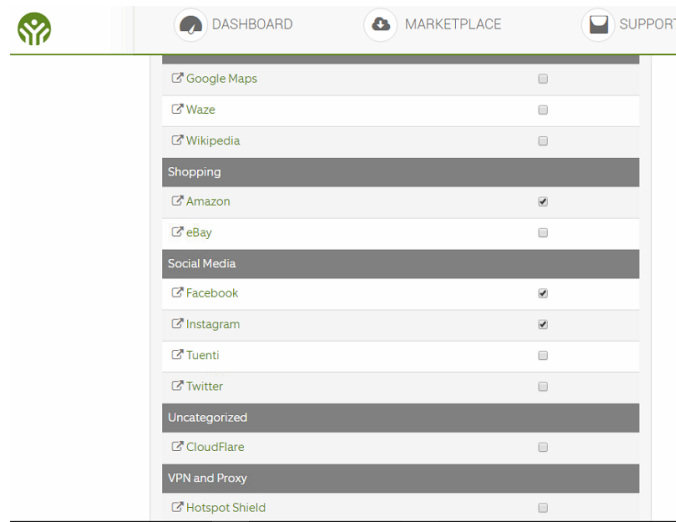 DASHBOARD MARKETPLACE SUPPORT
Google Maps
Waze
Wikipedia
Shopping
Amazon
eBay
Social Media
Facebook
Instagram
Tuenti
Twitter
Uncategorized
CloudFlare
VPN and Proxy
Hotspot Shield